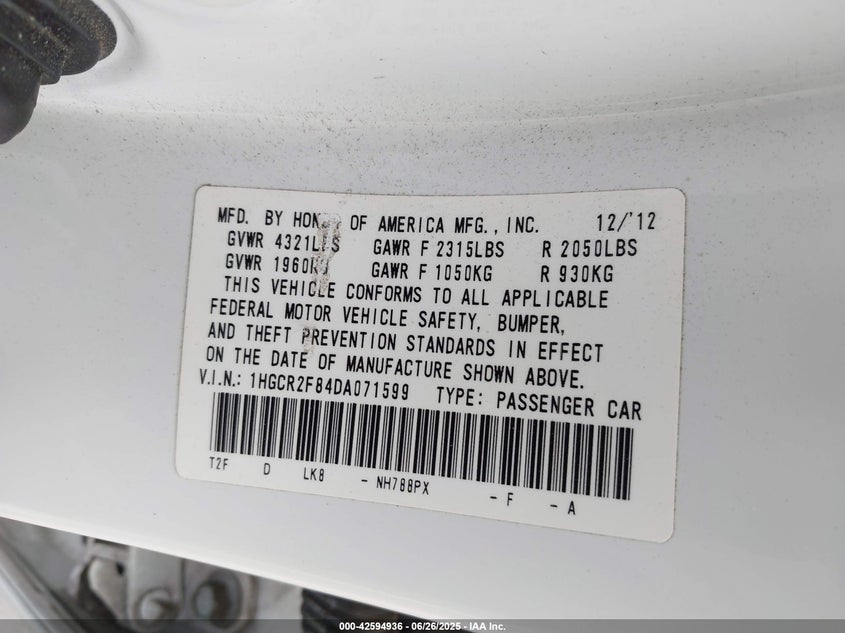 MFD. BY HON OF AMERICA MFG., INC. 12/'12
GVWR 4321LBS GAWR F 2315LBS R 2050LBS
GVWR 1960KG GAWR F 1050KG R 930KG
THIS VEHICLE CONFORMS TO ALL APPLICABLE
FEDERAL MOTOR VEHICLE SAFETY, BUMPER,
AND THEFT PREVENTION STANDARDS IN EFFECT
ON THE DATE OF MANUFACTURE SHOWN ABOVE.
V.I.N.: 1HGCR2F84DA071599 TYPE: PASSENGER CAR
T2F D LK8 - NH788PX - F - A
000-42594936 - 06/26/2025 - IAA Inc.